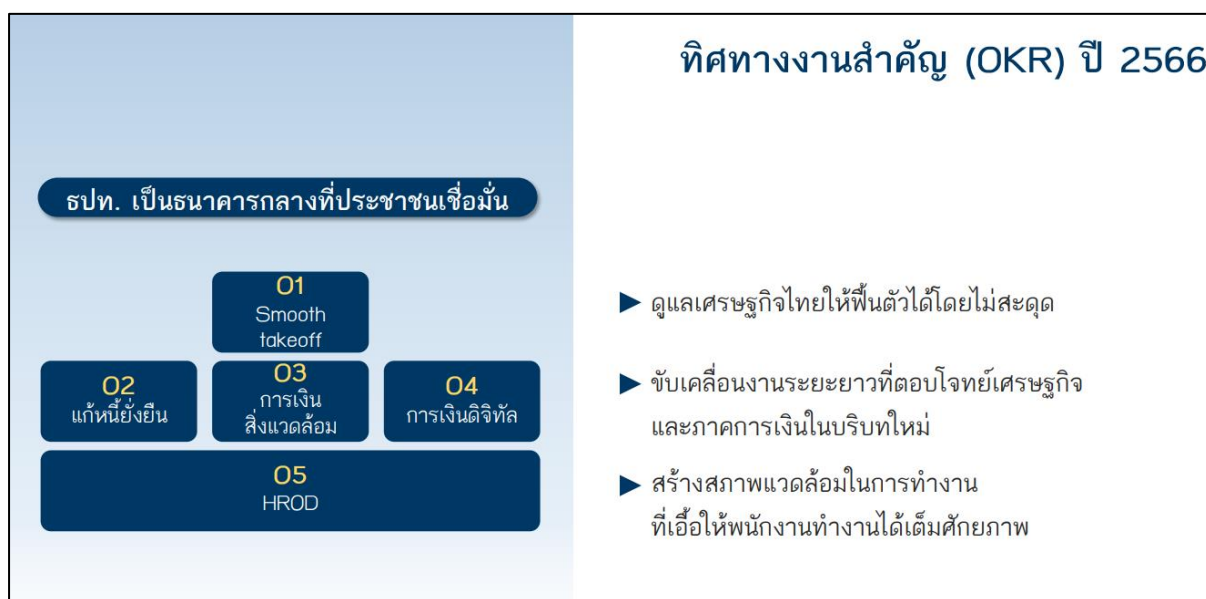 ทิศทางงานสำคัญ (OKR) ปี 2566
ธปท. เป็นธนาคารกลางที่ประชาชนเชื่อมั่น
O1
Smooth
takeoff
O2
แก้หนี้ยั่งยืน
O3
การเงิน
สิ่งแวดล้อม
O4
การเงินดิจิทัล
O5
HROD
▶ ดูแลเศรษฐกิจไทยให้ฟื้นตัวได้โดยไม่สะดุด
▶ ขับเคลื่อนงานระยะยาวที่ตอบโจทย์เศรษฐกิจ
และภาคการเงินในบริบทใหม่
▶ สร้างสภาพแวดล้อมในการทำงาน
ที่เอื้อให้พนักงานทำงานได้เต็มศักยภาพ